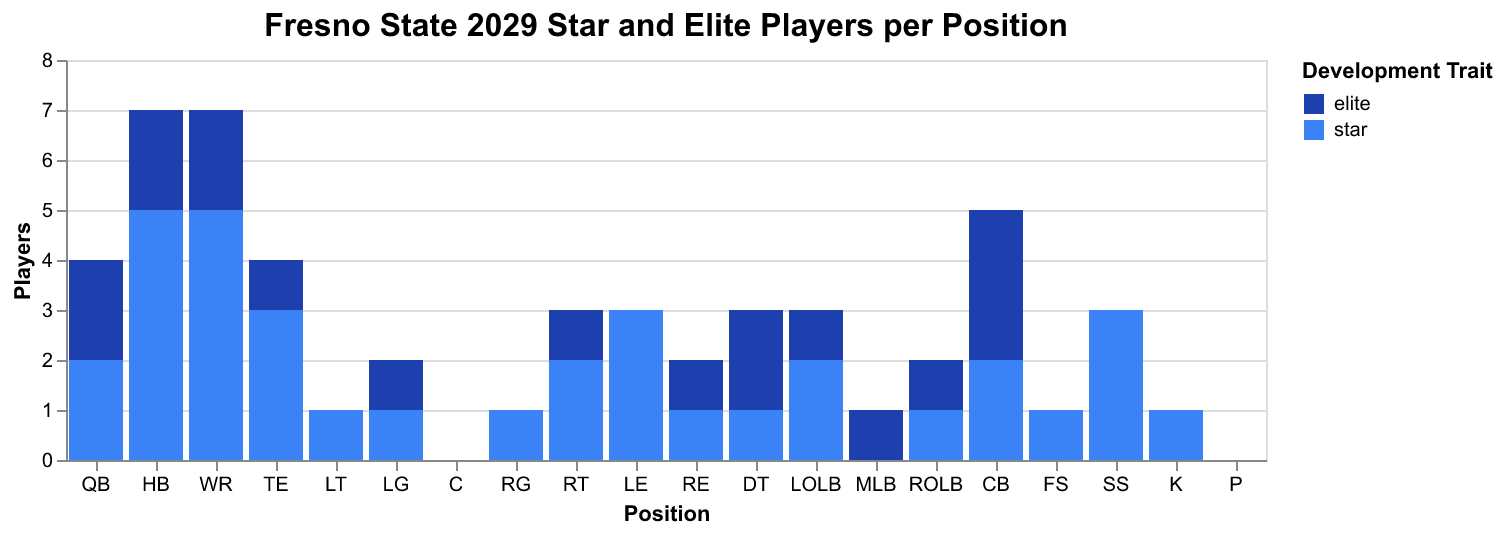 Fresno State 2029 Star and Elite Players per Position
Development Trait
elite
star
Players
8
7
6
5
4
3
2
1
0
QB HB WR TE LT LG C RG RT LE RE DT LOLB MLB ROLB CB FS SS K P
Position